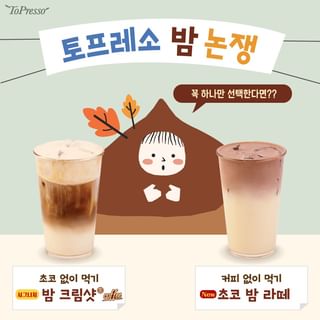 ToPresso
토프레소 밤 논쟁
꼭 하나만 선택한다면??
초코 없이 먹기
시그니처 밤 크림샷
커피 없이 먹기
New 초코 밤 라떼